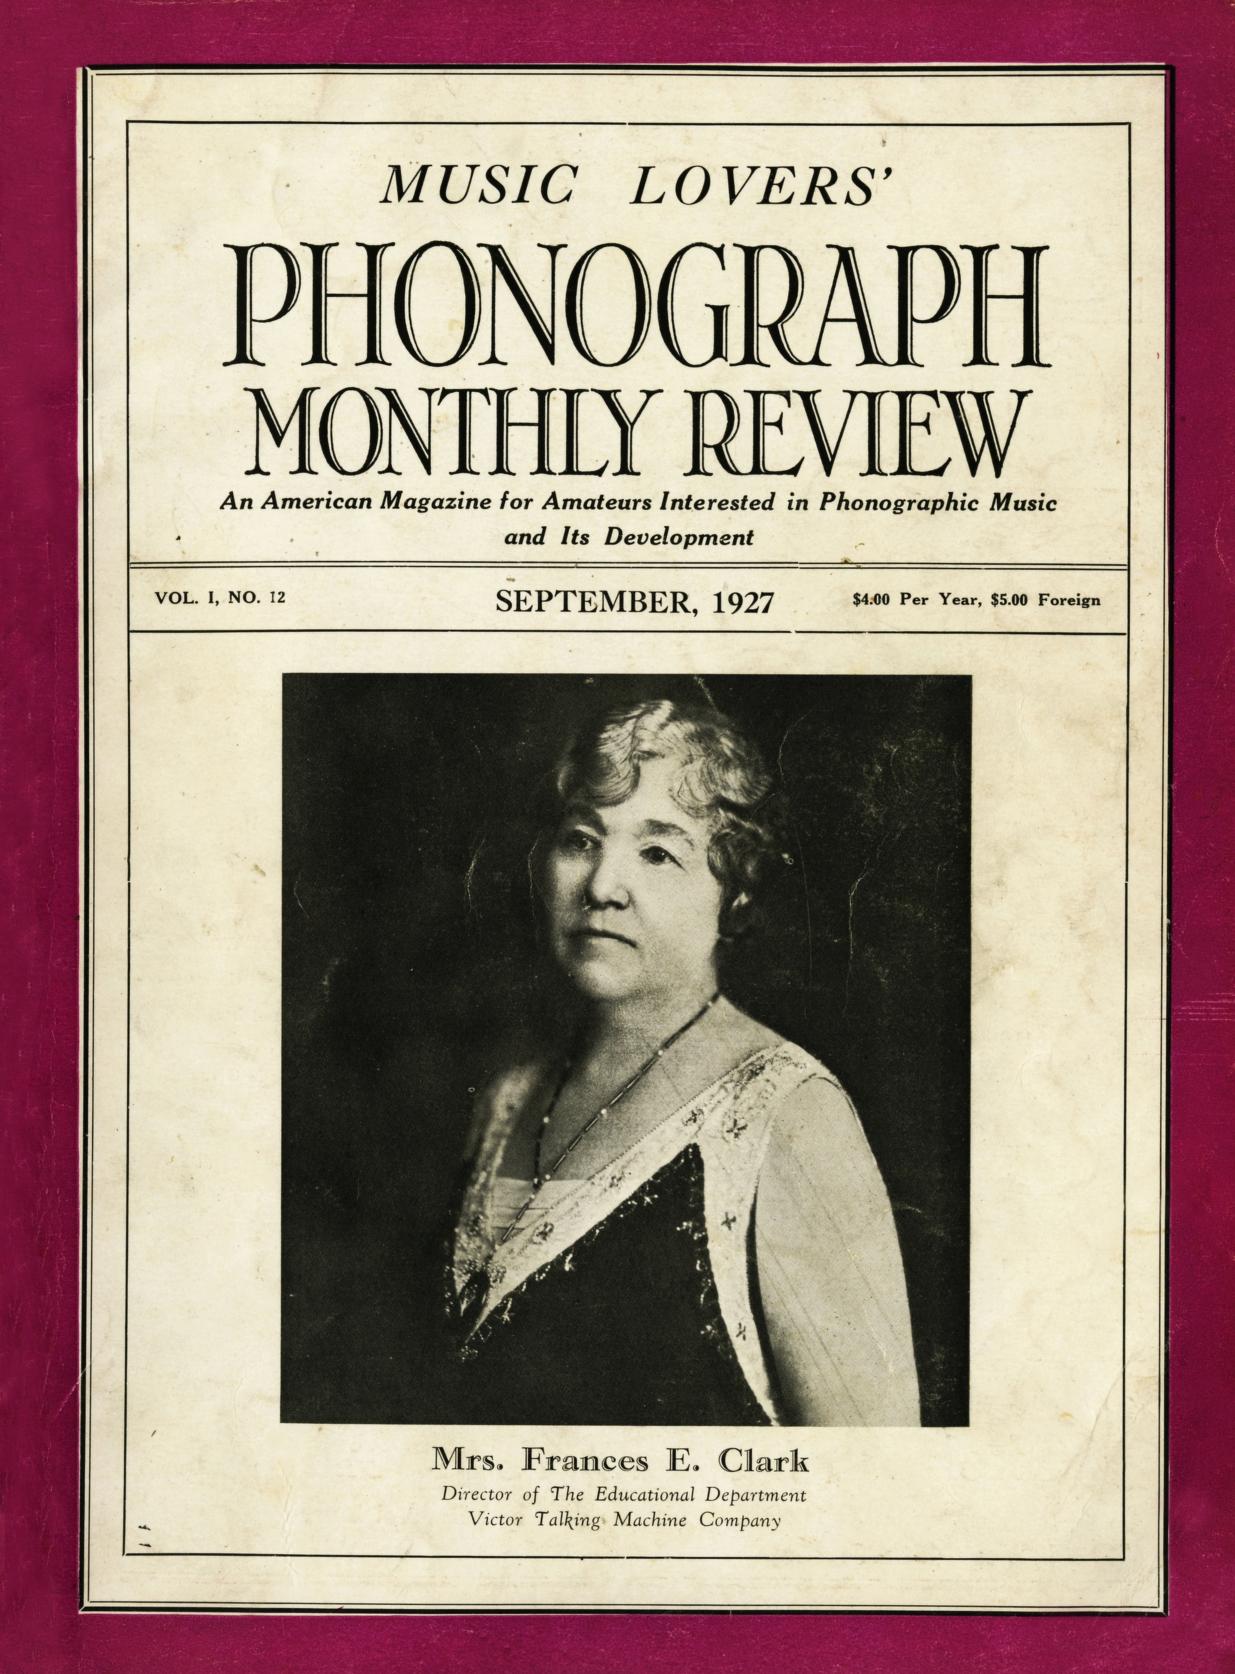 MUSIC LOVERS’
PHONOGRAPH
MONTHLY REVIEW
An American Magazine for Amateurs Interested in Phonographic Music
and Its Development
VOL. I, NO. 12
SEPTEMBER, 1927
$4.00 Per Year, $5.00 Foreign
Mrs. Frances E. Clark
Director of The Educational Department
Victor Talking Machine Company